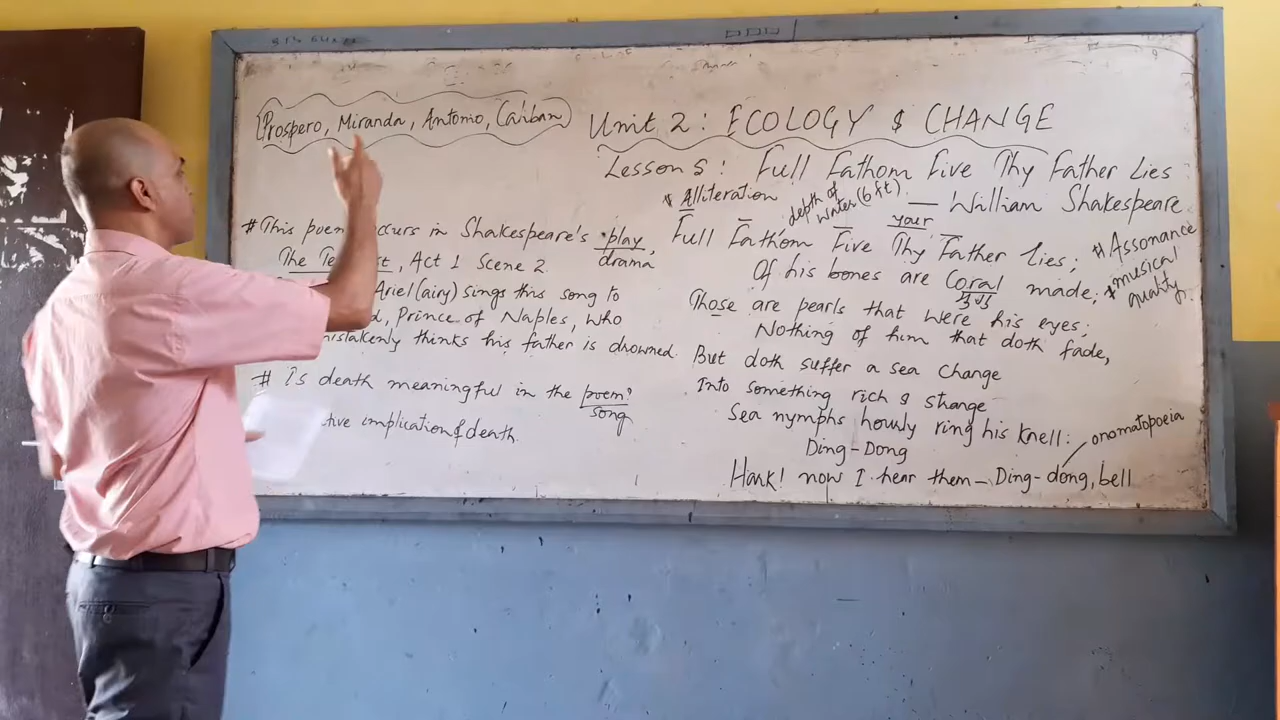 Prospero, Miranda, Antonio, Caliban
# This poem occurs in Shakespeare's play,
drama
The Te st, Act 1 Scene 2.
Ariel (airy) sings this song to
d, Prince of Naples, who
mistakenly thinks his father is drowned.
# Is death meaningful in the poem?
song
tive implication of death.
Unit 2: ECOLOGY & CHANGE
Lesson 5: Full Fathom Five Thy Father Lies
— William Shakespeare
* Alliteration
depth of
water (6 ft).
your
Full Fathom Five Thy Father lies;
# Assonance
* musical
quality.
Of his bones are Coral made;
Those are pearls that were his eyes;
Nothing of him that doth fade,
But doth suffer a sea change
Into something rich & strange
Sea nymphs hourly ring his knell:
onomatopoeia
Ding-Dong
Hark! now I hear them – Ding-dong, bell